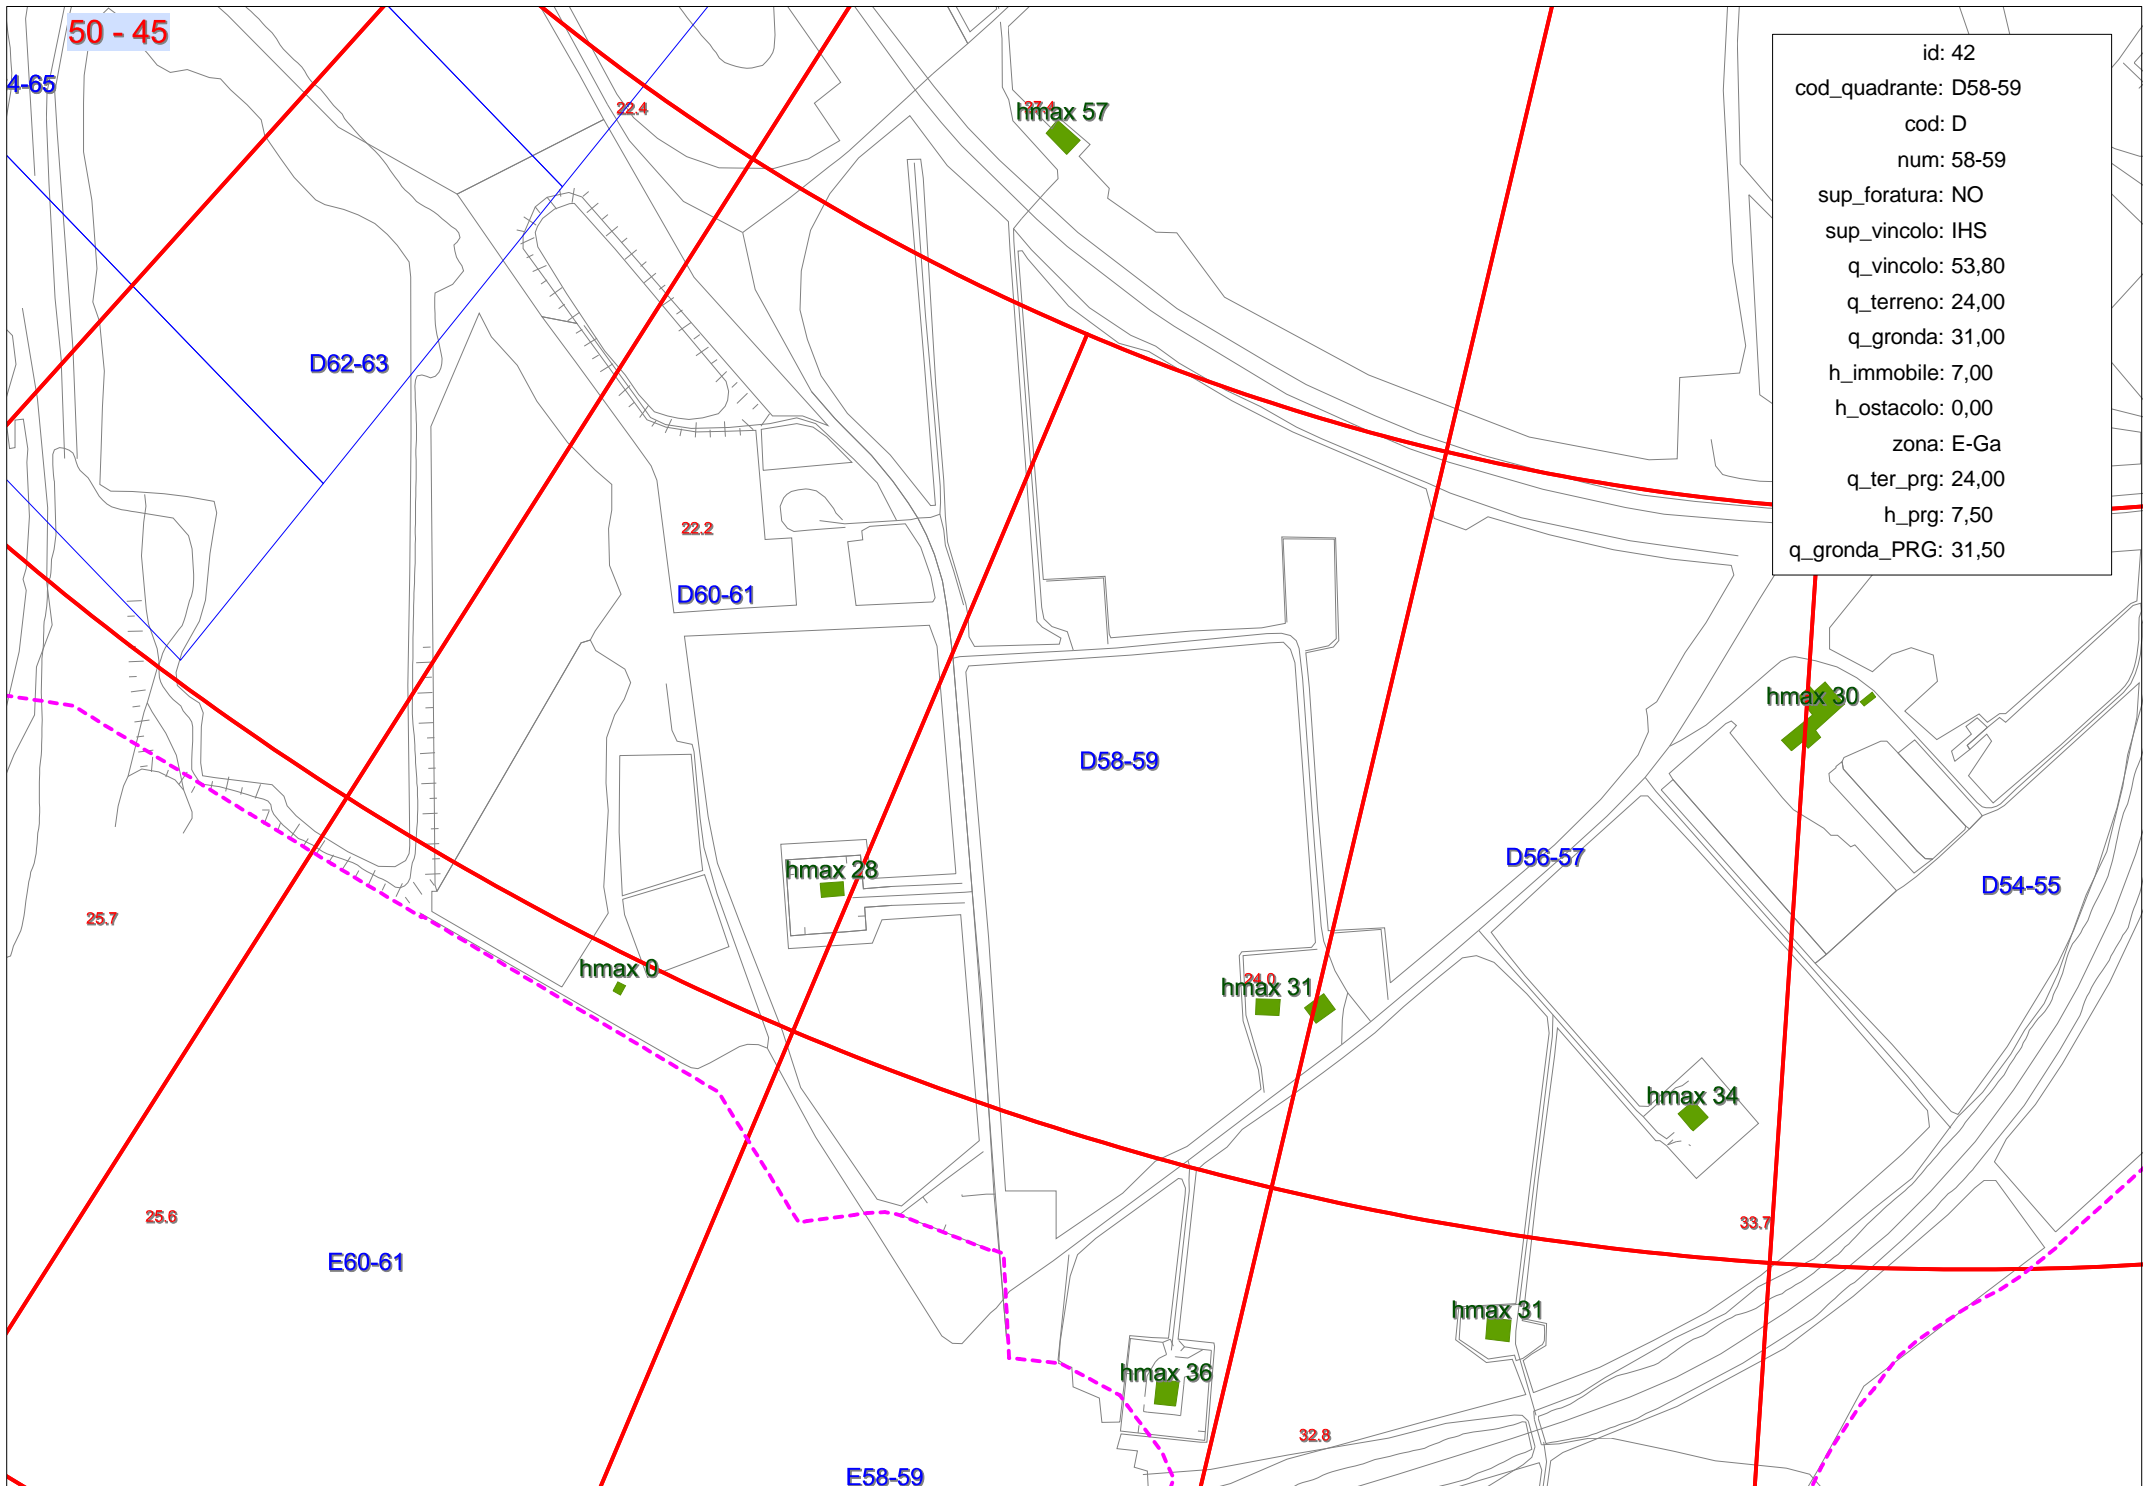 50 - 45
4-65
22.4
27.4
hmax 57
id: 42
cod_quadrante: D58-59
cod: D
num: 58-59
sup_foratura: NO
sup_vincolo: IHS
q_vincolo: 53,80
q_terreno: 24,00
q_gronda: 31,00
h_immobile: 7,00
h_ostacolo: 0,00
zona: E-Ga
q_ter_prg: 24,00
h_prg: 7,50
q_gronda_PRG: 31,50
D62-63
22.2
D60-61
hmax 30
D58-59
D56-57
hmax 28
D54-55
25.7
hmax 0
24.0
hmax 31
hmax 34
25.6
33.7
E60-61
hmax 31
hmax 36
32.8
E58-59